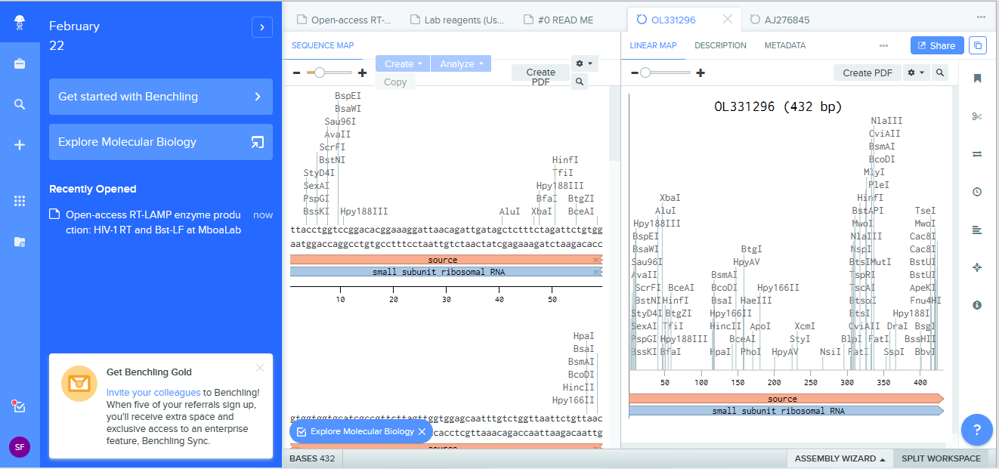 February
22
Get started with Benchling
Explore Molecular Biology
Recently Opened
Open-access RT-LAMP enzyme produ now
ction: HIV-1 RT and Bst-LF at MboaLab
Get Benchling Gold
Invite your colleagues to Benchling!
When five of your referrals sign up,
you'll receive extra space and
exclusive access to an enterprise
feature, Benchling Sync.
SF
Open-access RT-...
Lab reagents (Us...
#0 READ ME
OL331296
AJ276845
SEQUENCE MAP
Create
Analyze
Copy
Create
PDF
BspEI
BsaWI
Sau96I
AvaII
ScrFI
BstNI HinfI
StyD4I TfiI
SexAI Hpy188III
PspGI BfaI BtgZI
BssKI Hpy188III AluI XbaI BceAI
ttacctggtccggacacggaaaggattaacagattgatagctctttctagattctgtgg
aatggaccaggcctgtgcctttcctaattgtctaactatcgagaaagatctaagacacc
source
small subunit ribosomal RNA
10 20 30 40 50
HpaI
BsaI
BsmAI
BcoDI
HincII
Hpy166II
gtggtggtgcatcgccgttcttagttggtggagcaatttgtctggttaattctgttaac
cacctcgttaaacagaccaattaagacaattg
source
Explore Molecular Biology
BASES 432
LINEAR MAP
DESCRIPTION
METADATA
Share
Create PDF
OL331296 (432 bp)
NlaIII
CviAII
BsmAI
BcoDI
MlyI
PleI
XbaI HinfI
AluI BstAPI TseI
Hpy188III MwoI MwoI
BspEI NlaIII Cac8I
BsaWI BtgI NspI Cac8I
Sau96I HpyAV BtsIMutI BstUI
AvaII BsmAI TspRI BstUI
ScrFI BceAI BcoDI Hpy166II TscAI ApeKI
BstNI HinfI BsaI HaeIII BtsαI Fnu4HI
StyD4I BtgZI Hpy166II BtsI Hpy188I
SexAI TfiI HincII ApoI XcmI CviAII DraI BsgI
PspGI Hpy188III BceAI StyI BlpI FatI BssHII
BssKI BfaI HpaI PhoI HpyAV NsiI FatI SspI BbvI
50 100 150 200 250 300 350 400
source
small subunit ribosomal RNA
?
ASSEMBLY WIZARD
SPLIT WORKSPACE